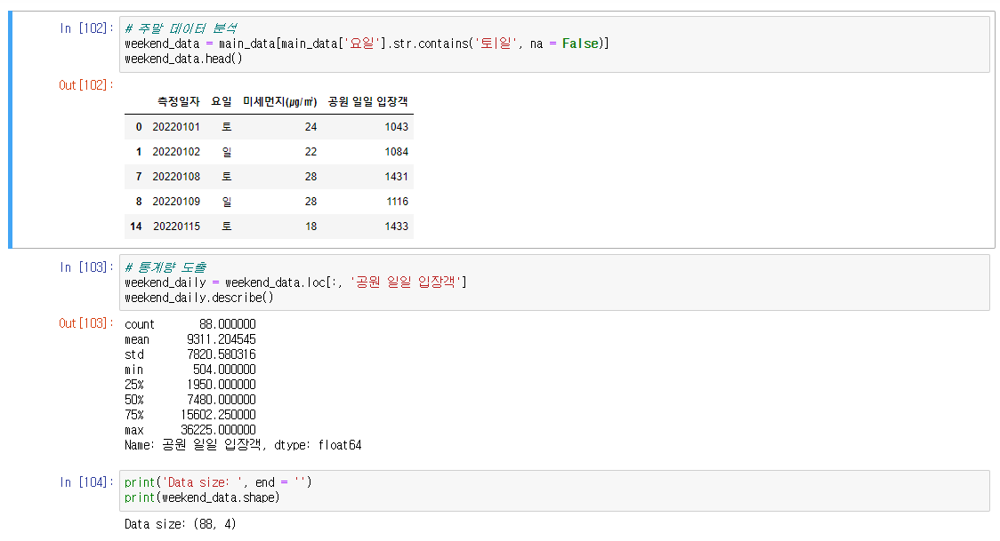 In [102]: # 주말 데이터 분석
weekend_data = main_data[main_data['요일'].str.contains('토|일', na = False)]
weekend_data.head()
Out[102]:
측정일자 요일 미세먼지(㎍/㎥) 공원 일일 입장객
0 20220101 토 24 1043
1 20220102 일 22 1084
7 20220108 토 28 1431
8 20220109 일 28 1116
14 20220115 토 18 1433
In [103]: # 통계량 도출
weekend_daily = weekend_data.loc[:, '공원 일일 입장객']
weekend_daily.describe()
Out[103]: count 88.000000
mean 9311.204545
std 7820.580316
min 504.000000
25% 1950.000000
50% 7480.000000
75% 15602.250000
max 36225.000000
Name: 공원 일일 입장객, dtype: float64
In [104]: print('Data size: ', end = '')
print(weekend_data.shape)
Data size: (88, 4)